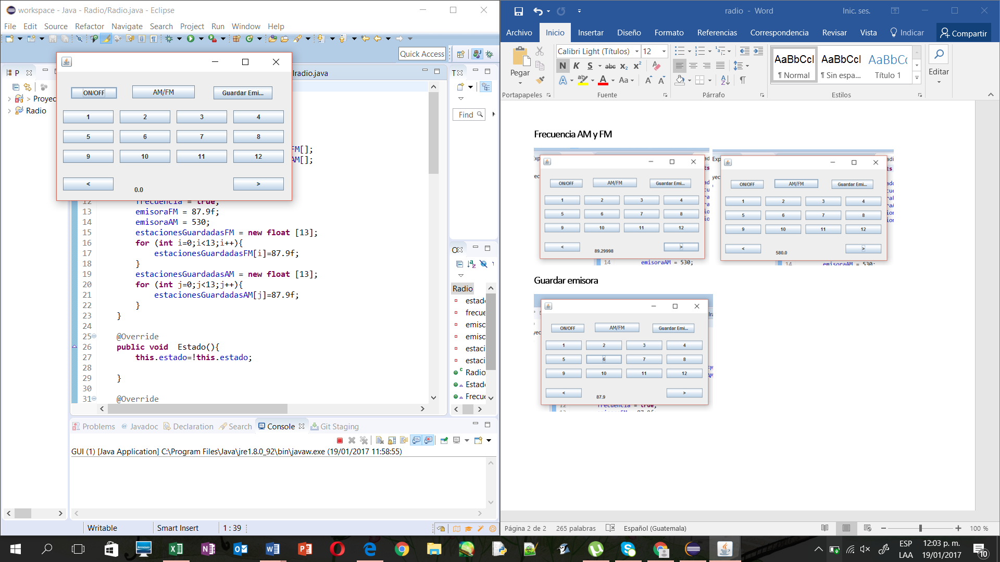 workspace - Java - Radio/Radio.java - Eclipse
File Edit Source Refactor Navigate Search Project Run Window Help
Quick Access
P
Proyec
Radio
Iradio.java
ON/OFF AM/FM Guardar Emi...
1 2 3 4
5 6 7 8
9 10 11 12
< 0.0 >
FM[];
AM[];
12 frecuencia = true;
13 emisoraFM = 87.9f;
14 emisoraAM = 530;
15 estacionesGuardadasFM = new float [13];
16 for (int i=0;i<13;i++){
17 estacionesGuardadasFM[i]=87.9f;
18 }
19 estacionesGuardadasAM = new float [13];
20 for (int j=0;j<13;j++){
21 estacionesGuardadasAM[j]=87.9f;
22 }
23 }
24
25 @Override
26 public void Estado(){
27 this.estado=!this.estado;
28
29 }
30
31 @Override
T
Find
O
Radio
estad
frecue
emiso
emiso
estaci
estaci
Radio
Estad
Frecue
Problems @ Javadoc Declaration Search Console Git Staging
GUI (1) [Java Application] C:\Program Files\Java\jre1.8.0_92\bin\javaw.exe (19/01/2017 11:58:55)
Writable Smart Insert 1 : 39
radio - Word Inic. ses.
Archivo Inicio Insertar Diseño Formato Referencias Correspondencia Revisar Vista Indicar Compartir
Pegar
Calibri Light (Títulos) 12
N K S abc x₂ x²
A ab A Aa A A
AaBbCcI AaBbCcI AaBbCc
¶ Normal ¶ Sin espa... Título 1
Editar
Portapapeles Fuente Párrafo Estilos
Frecuencia AM y FM
ON/OFF AM/FM Guardar Emi...
1 2 3 4
5 6 7 8
9 10 11 12
< 89.29998 >
14 emisoraAM = 530;
Exp
ON/OFF AM/FM Guardar Emi...
1 2 3 4
5 6 7 8
9 10 11 12
< 580.0 >
14 emisoraAM = 530;
Guardar emisora
ON/OFF AM/FM Guardar Emi...
1 2 3 4
5 6 7 8
9 10 11 12
< 87.9 >
12 frecuencia = true;
Página 2 de 2 265 palabras Español (Guatemala) 100 %
ESP 12:03 p. m.
LAA 19/01/2017
10